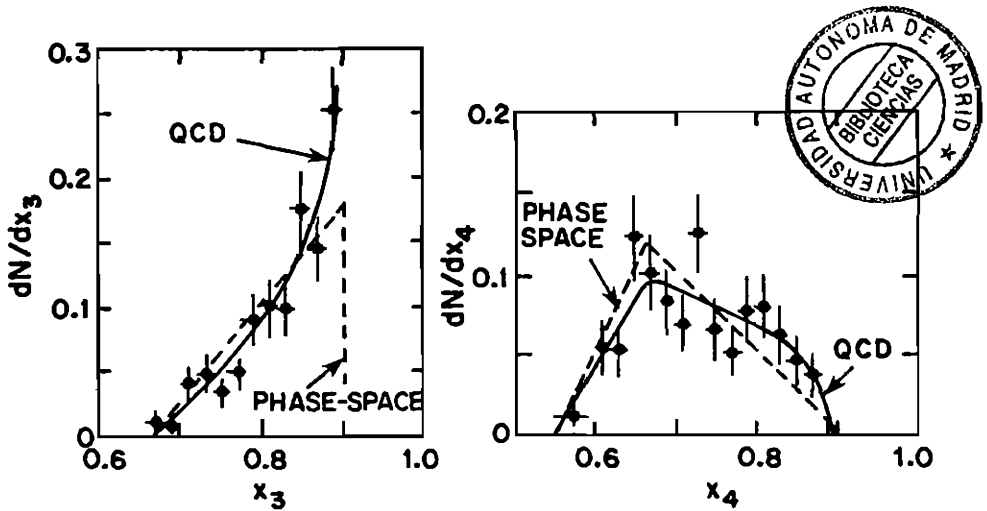 0.3
0.2
0.1
0
0.6
0.8
1.0
dN/dx3
x3
QCD
PHASE-SPACE
0.2
0.1
0
0.6
0.8
1.0
dN/dx4
x4
PHASE
SPACE
QCD
UNIVERSIDAD AUTONOMA DE MADRID
BIBLIOTECA
CIENCIAS